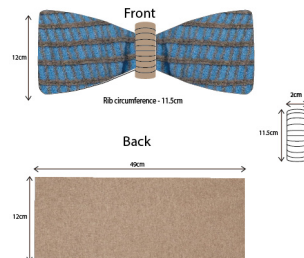 Front
12cm
Rib circumference - 11.5cm
2cm
11.5cm
Back
49cm
12cm